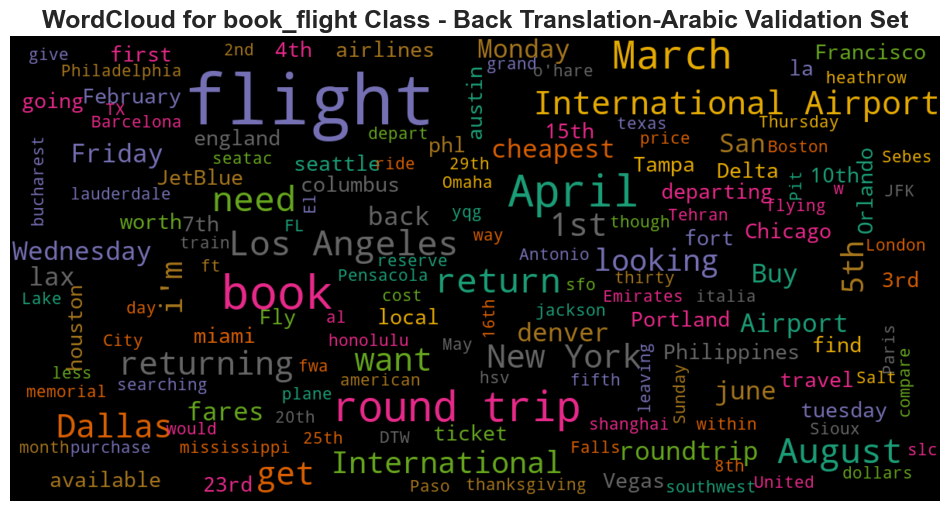 WordCloud for book_flight Class - Back Translation-Arabic Validation Set
give first 2nd 4th airlines Monday March Francisco
Philadelphia grand o'hare la heathrow
going TX February flight austin International Airport
Barcelona england depart 15th texas Thursday
bucharest Friday seatac seattle ride phl cheapest price San Boston
JetBlue columbus 29th Omaha Tampa Delta Pit 10th Orlando Sebes
lauderdale El need April departing flying w JFK
worth 7th FL back yqg 1st though Tehran Chicago
Wednesday train Los Angeles way Antonio looking fort London
lax i'm reserve Pensacola return sfo thirty Buy 5th 3rd
Lake houston day book cost 16th Emirates italia
Fly al local jackson Portland Airport
City miami honolulu May denver Philippines find Paris
less returning fwa want New York leaving
memorial searching plane american hsv fifth Sunday june travel Salt compare
Dallas would fares 20th round trip shanghai within tuesday Sioux
month purchase mississippi 25th DTW ticket Falls roundtrip August slc
available 23rd get International 8th dollars
Paso thanksgiving Vegas southwest United